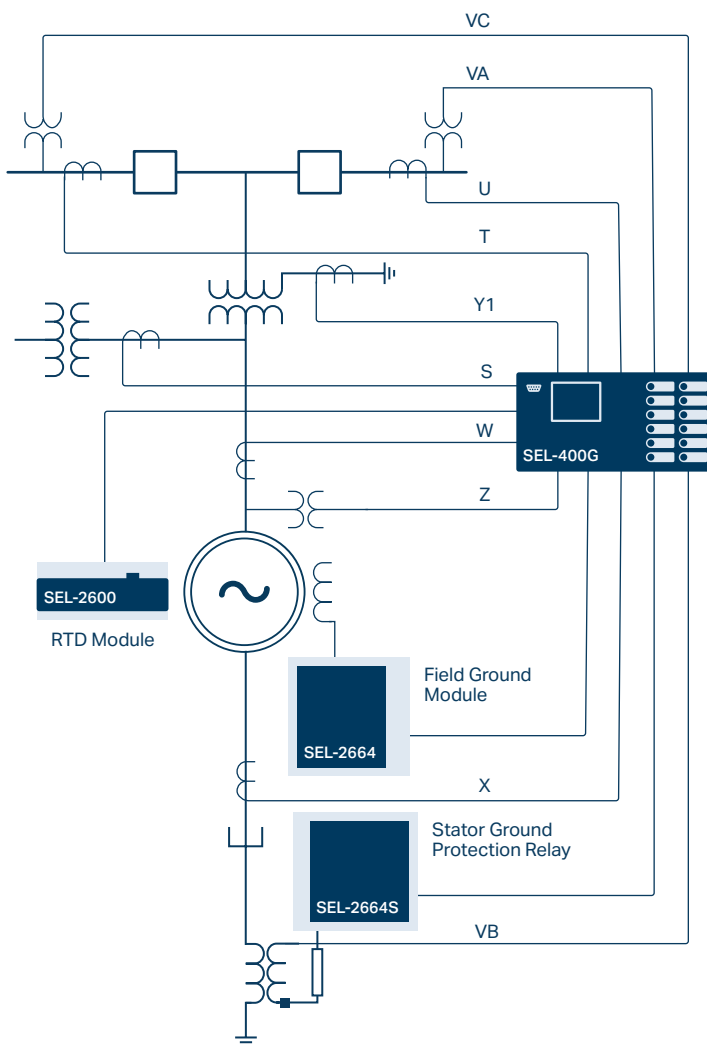 VC
VA
U
T
Y1
S
W
SEL-400G
Z
SEL-2600
RTD Module
Field Ground
Module
SEL-2664
X
Stator Ground
Protection Relay
SEL-2664S
VB